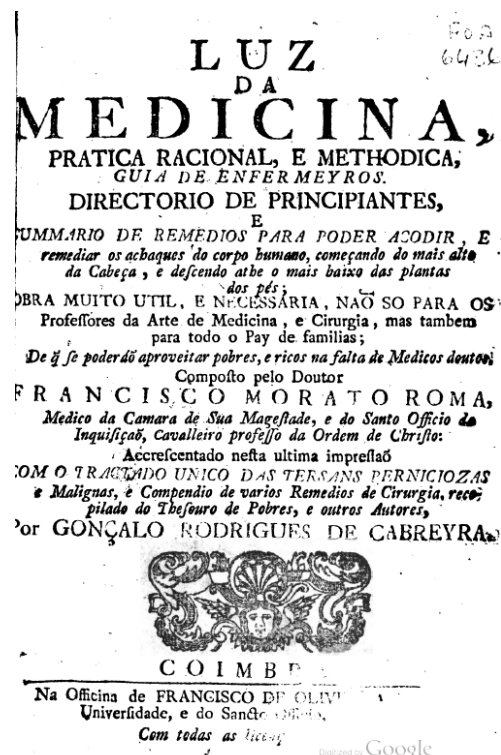 LUZ
DA
MEDICINA,
PRATICA RACIONAL, E METHODICA,
GUIA DE ENFERMEYROS.
DIRECTORIO DE PRINCIPIANTES,
E
SUMMARIO DE REMEDIOS PARA PODER ACODIR, E
remediar os achaques do corpo humano, começando do mais alto
da Cabeça, e deſcendo athe o mais baixo das plantas
dos pés;
OBRA MUITO UTIL, E NECESSARIA, NAÕ SO PARA OS
Profeſſores da Arte de Medicina, e Cirurgia, mas tambem
para todo o Pay de familias;
De q̃ ſe poderáõ aproveitar pobres, e ricos na falta de Medicos doutos.
Compoſto pelo Doutor
FRANCISCO MORATO ROMA,
Medico da Camara de Sua Mageſtade, e do Santo Officio da
Inquiſiçaõ, Cavalleiro profeſſo da Ordem de Chriſto:
Accreſcentado neſta ultima impreſſaõ
COM O TRACTADO UNICO DAS TERSANS PERNICIOZAS
e Malignas, e Compendio de varios Remedios de Cirurgia, reco-
pilado do Theſouro de Pobres, e outros Autores,
Por GONÇALO RODRIGUES DE CABREYRA.
COIMB
Na Officina de FRANCISCO DE
Univerſidade, e do Sancto
Com todas as
Digitized by Google